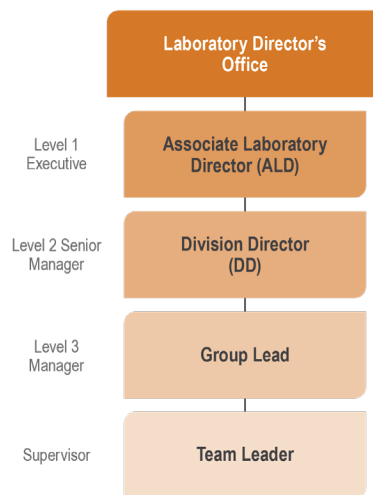 Laboratory Director's
Office
Level 1
Executive
Associate Laboratory
Director (ALD)
Level 2 Senior
Manager
Division Director
(DD)
Level 3
Manager
Group Lead
Supervisor
Team Leader